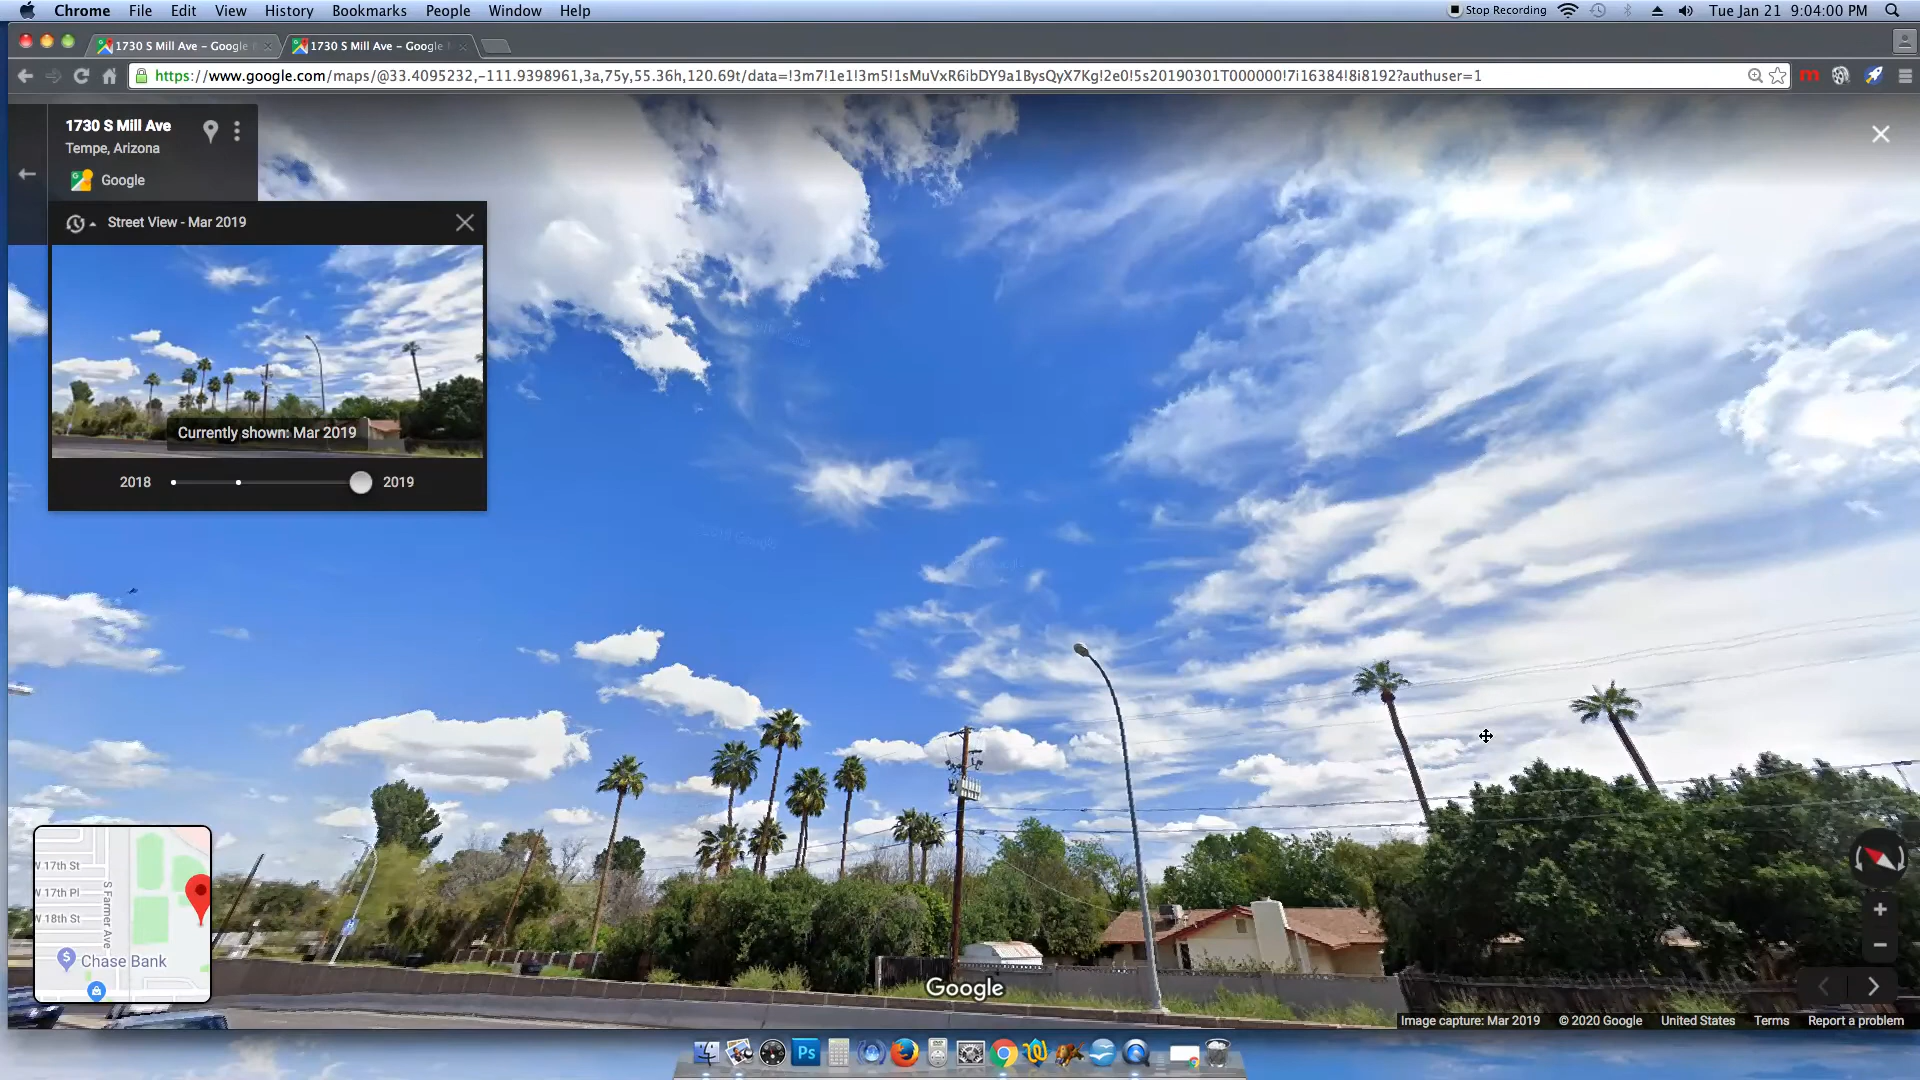 Chrome File Edit View History Bookmarks People Window Help
Stop Recording Tue Jan 21 9:04:00 PM
1730 S Mill Ave – Google 1730 S Mill Ave – Google
https://www.google.com/maps/@33.4095232,-111.9398961,3a,75y,55.36h,120.69t/data=!3m7!1e1!3m5!1sMuVxR6ibDY9a1BysQyX7Kg!2e0!5s20190301T000000!7i16384!8i8192?authuser=1
1730 S Mill Ave
Tempe, Arizona
Google
Street View - Mar 2019
Currently shown: Mar 2019
2018 2019
W 17th St
W 17th Pl
W 18th St
S Farmer Ave
Chase Bank
Google
Image capture: Mar 2019 © 2020 Google United States Terms Report a problem
Ps